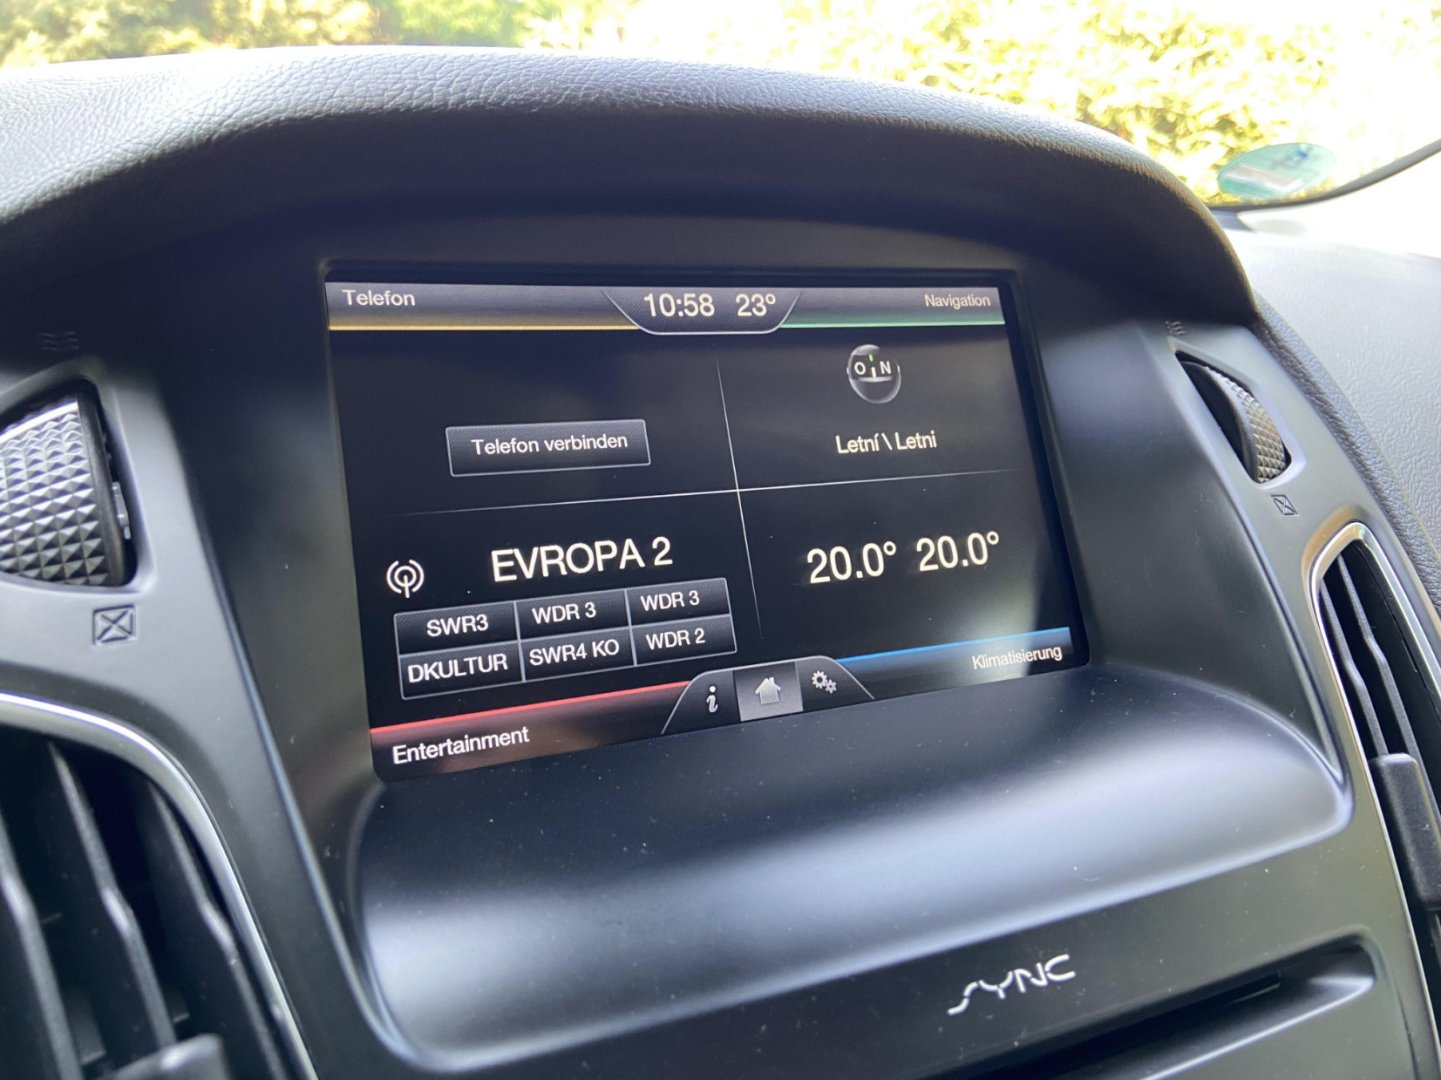 Telefon
10:58 23°
Navigation
O N
Telefon verbinden
Letní \ Letni
EVROPA 2
20.0° 20.0°
SWR3 WDR 3 WDR 3
DKULTUR SWR4 KO WDR 2
i
Klimatisierung
Entertainment
SYNC